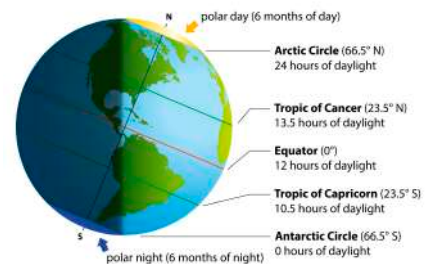 N
polar day (6 months of day)
Arctic Circle (66.5° N)
24 hours of daylight
Tropic of Cancer (23.5° N)
13.5 hours of daylight
Equator (0°)
12 hours of daylight
Tropic of Capricorn (23.5° S)
10.5 hours of daylight
Antarctic Circle (66.5° S)
0 hours of daylight
S
polar night (6 months of night)